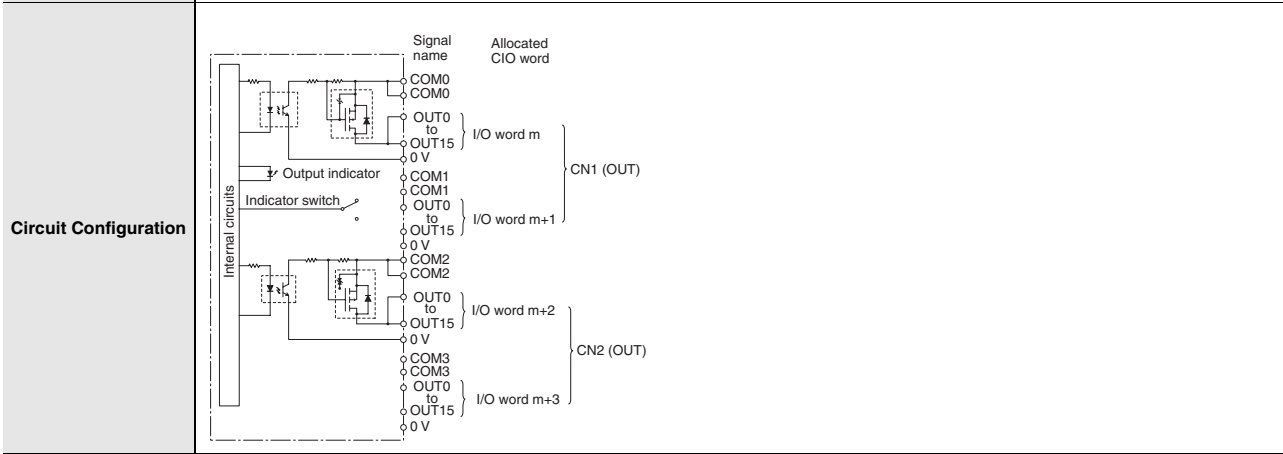 Circuit Configuration
Signal name
Allocated CIO word
Internal circuits
COM0
COM0
OUT0
to
OUT15
I/O word m
0 V
CN1 (OUT)
Output indicator
COM1
COM1
Indicator switch
OUT0
to
OUT15
I/O word m+1
0 V
COM2
COM2
OUT0
to
OUT15
I/O word m+2
0 V
CN2 (OUT)
COM3
COM3
OUT0
to
OUT15
I/O word m+3
0 V